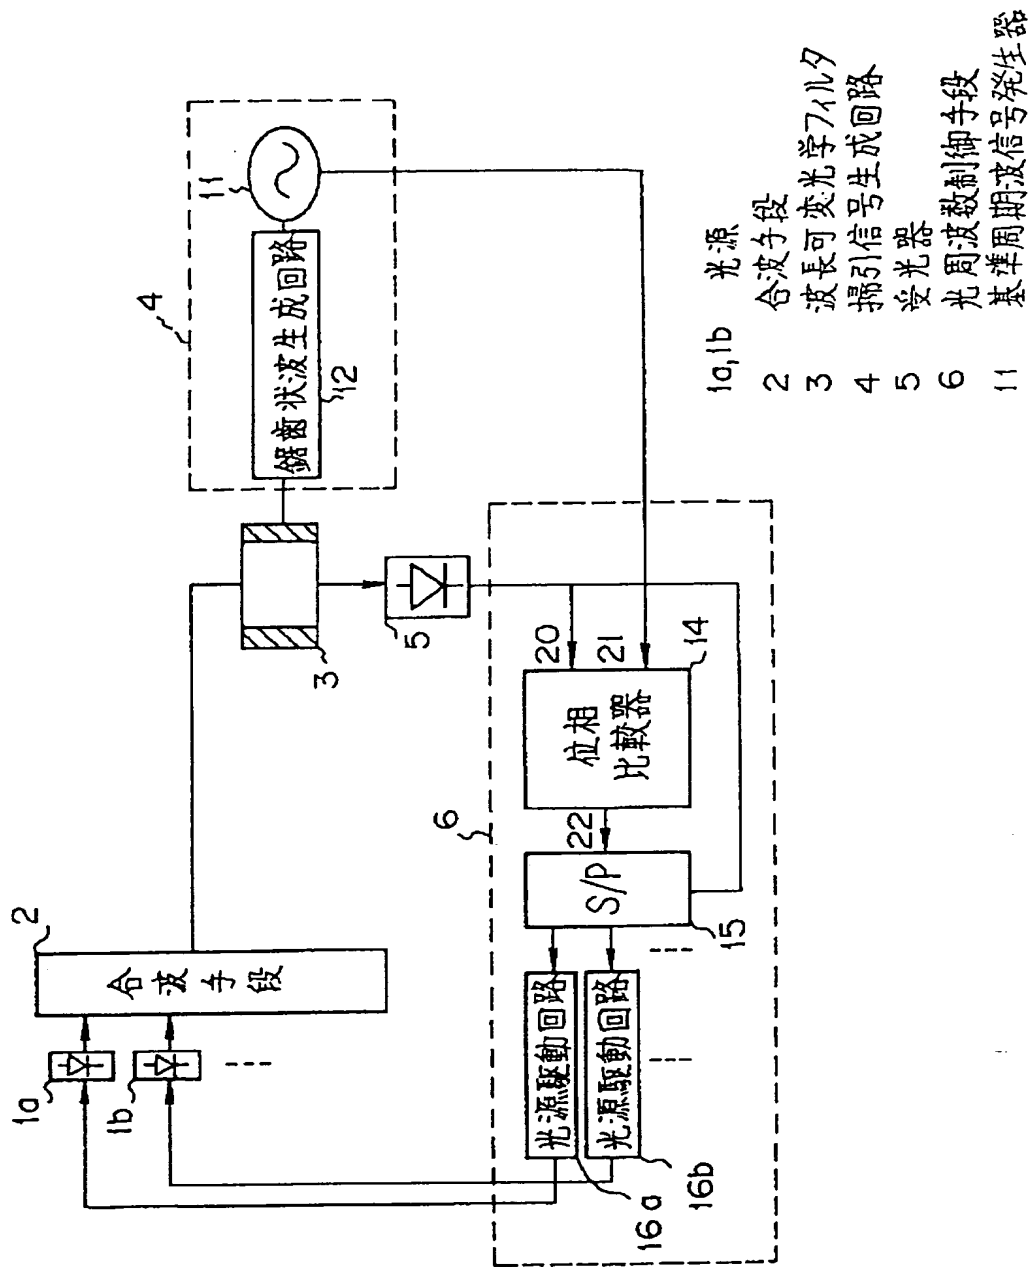 1a
1b
2
合波手段
3
4
11
鋸歯状波生成回路
12
5
6
20
21
14
位相
比較器
22
S/P
15
光源駆動回路
光源駆動回路
16a
16b
1a,1b 光源
2 合波手段
3 波長可変光学フィルタ
4 掃引信号生成回路
5 受光器
6 光周波数制御手段
11 基準周期波信号発生器